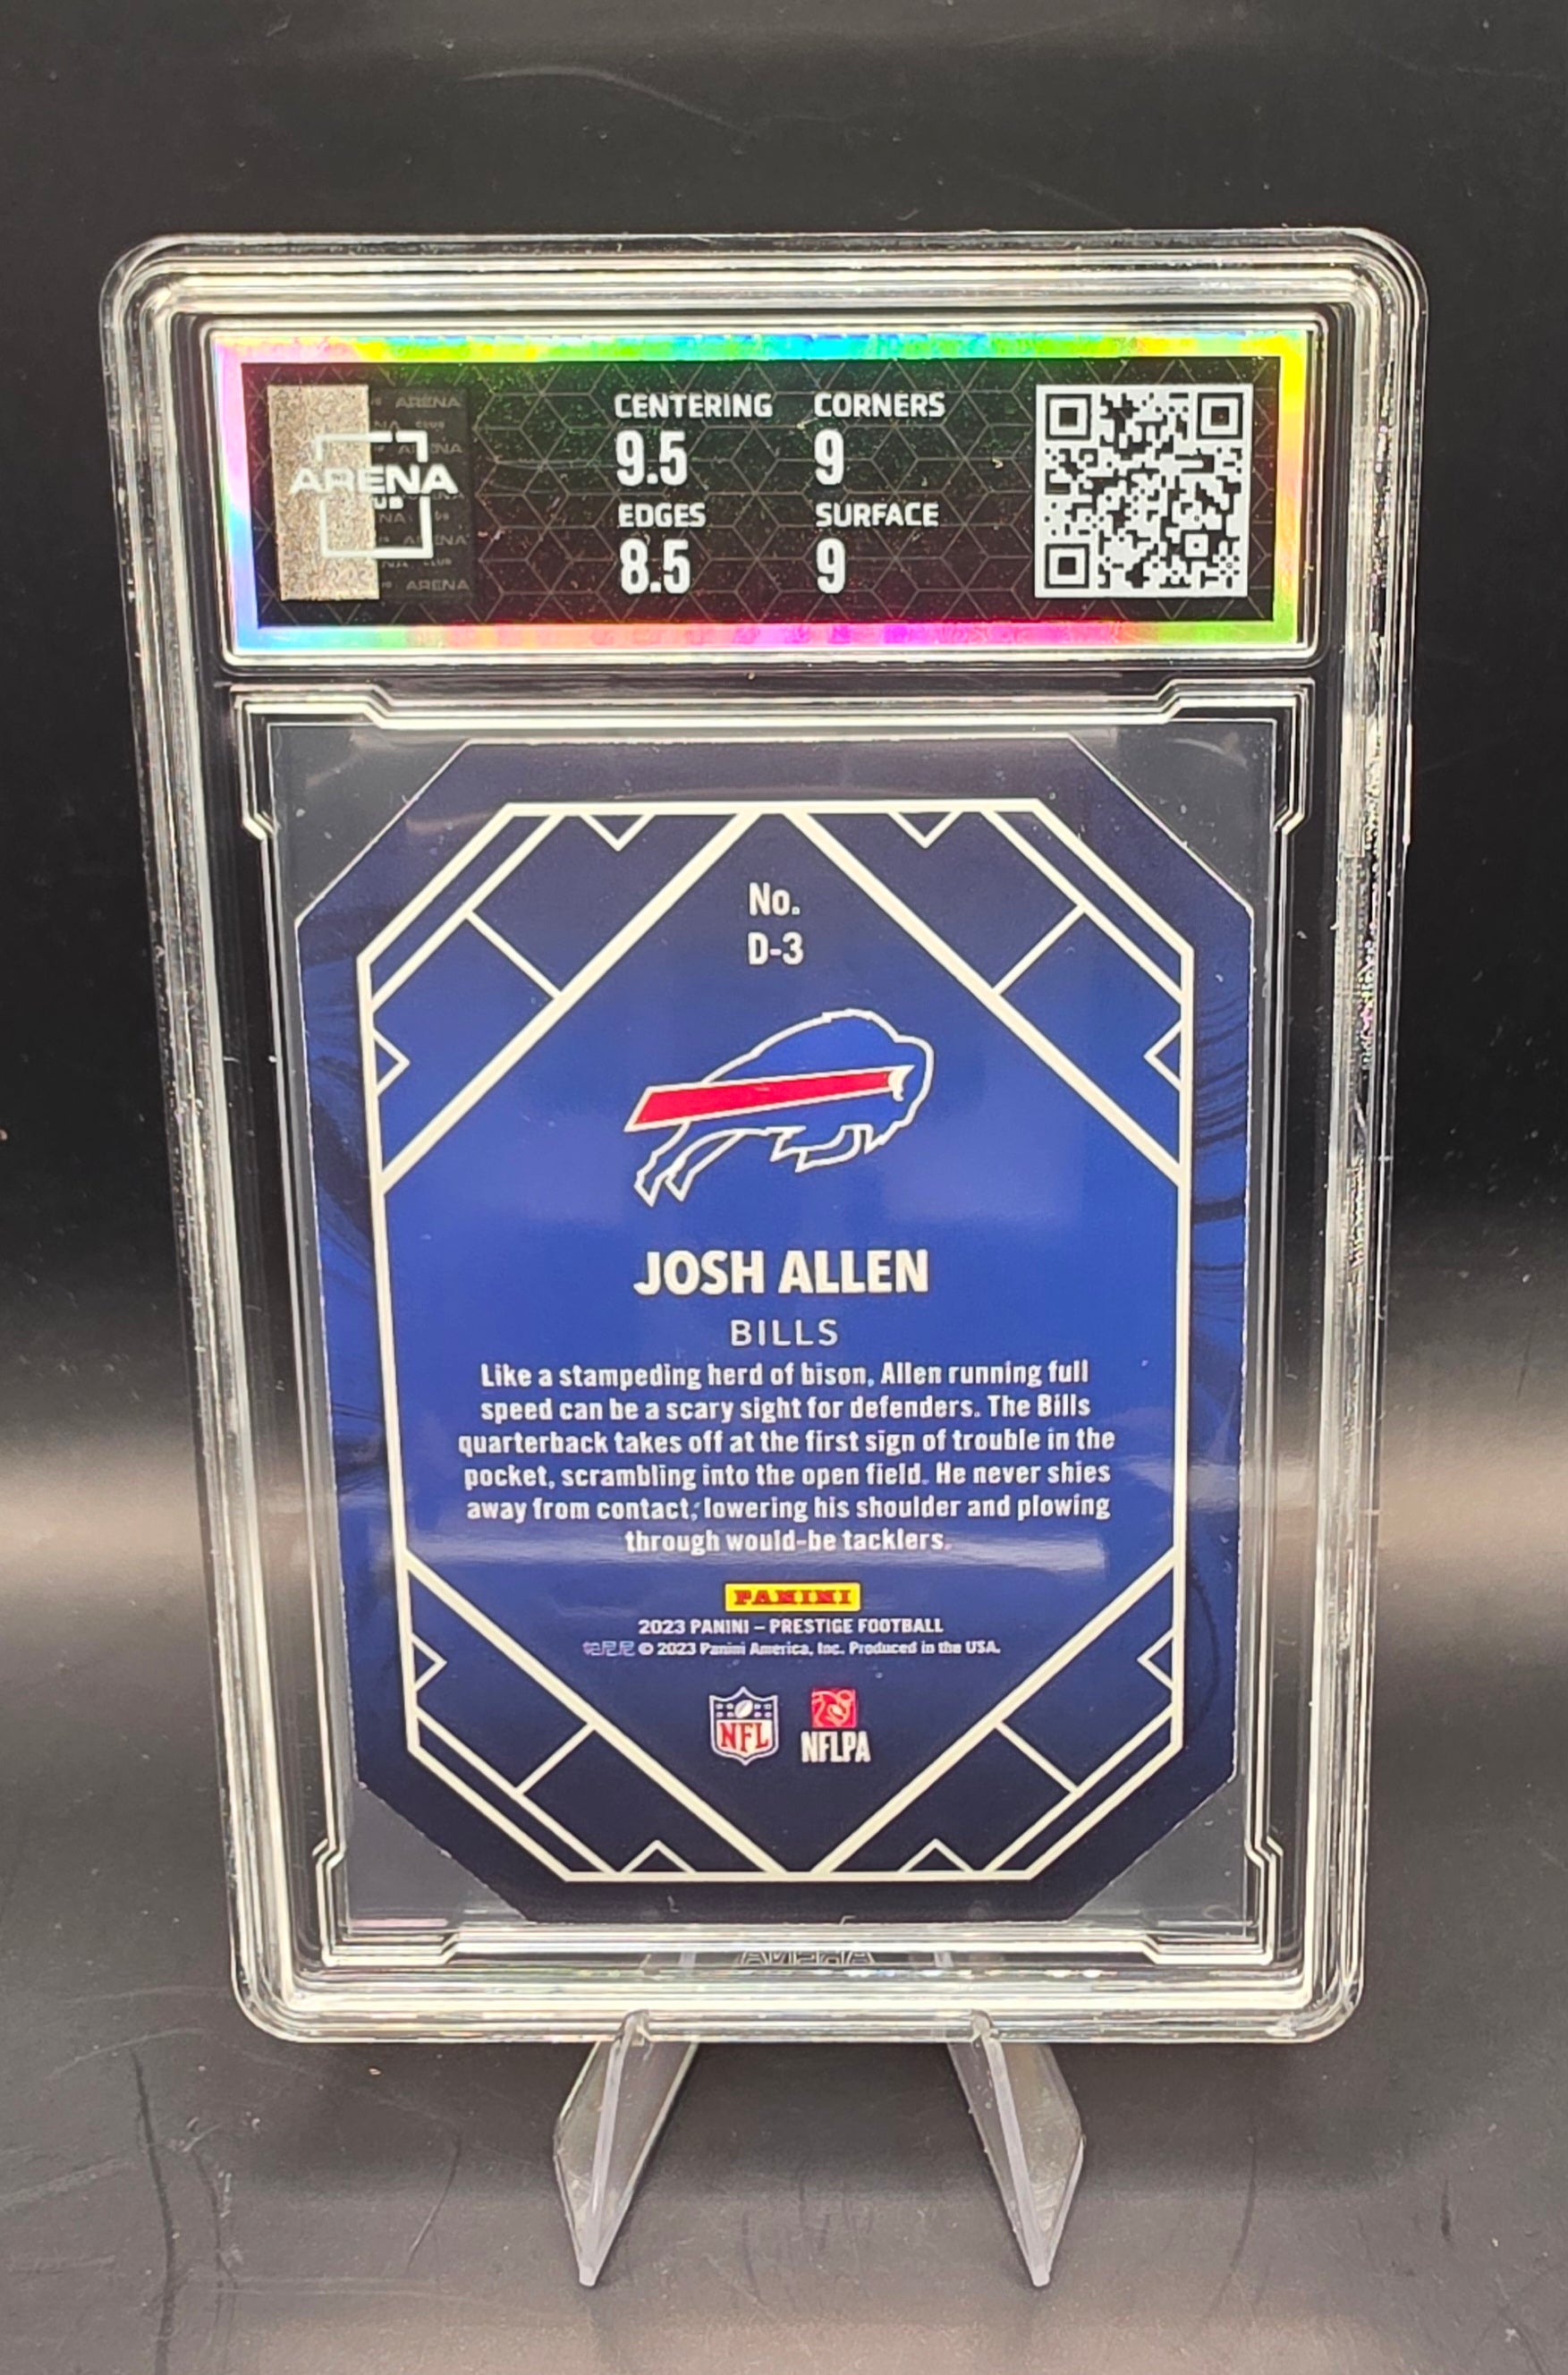 ARENA
CENTERING CORNERS
9.5 9
EDGES SURFACE
8.5 9
No.
D-3
JOSH ALLEN
BILLS
Like a stampeding herd of bison, Allen running full
speed can be a scary sight for defenders. The Bills
quarterback takes off at the first sign of trouble in the
pocket, scrambling into the open field. He never shies
away from contact, lowering his shoulder and plowing
through would-be tacklers.
PANINI
2023 PANINI – PRESTIGE FOOTBALL
帕尼尼 © 2023 Panini America, Inc. Produced in the USA.
NFL
NFLPA